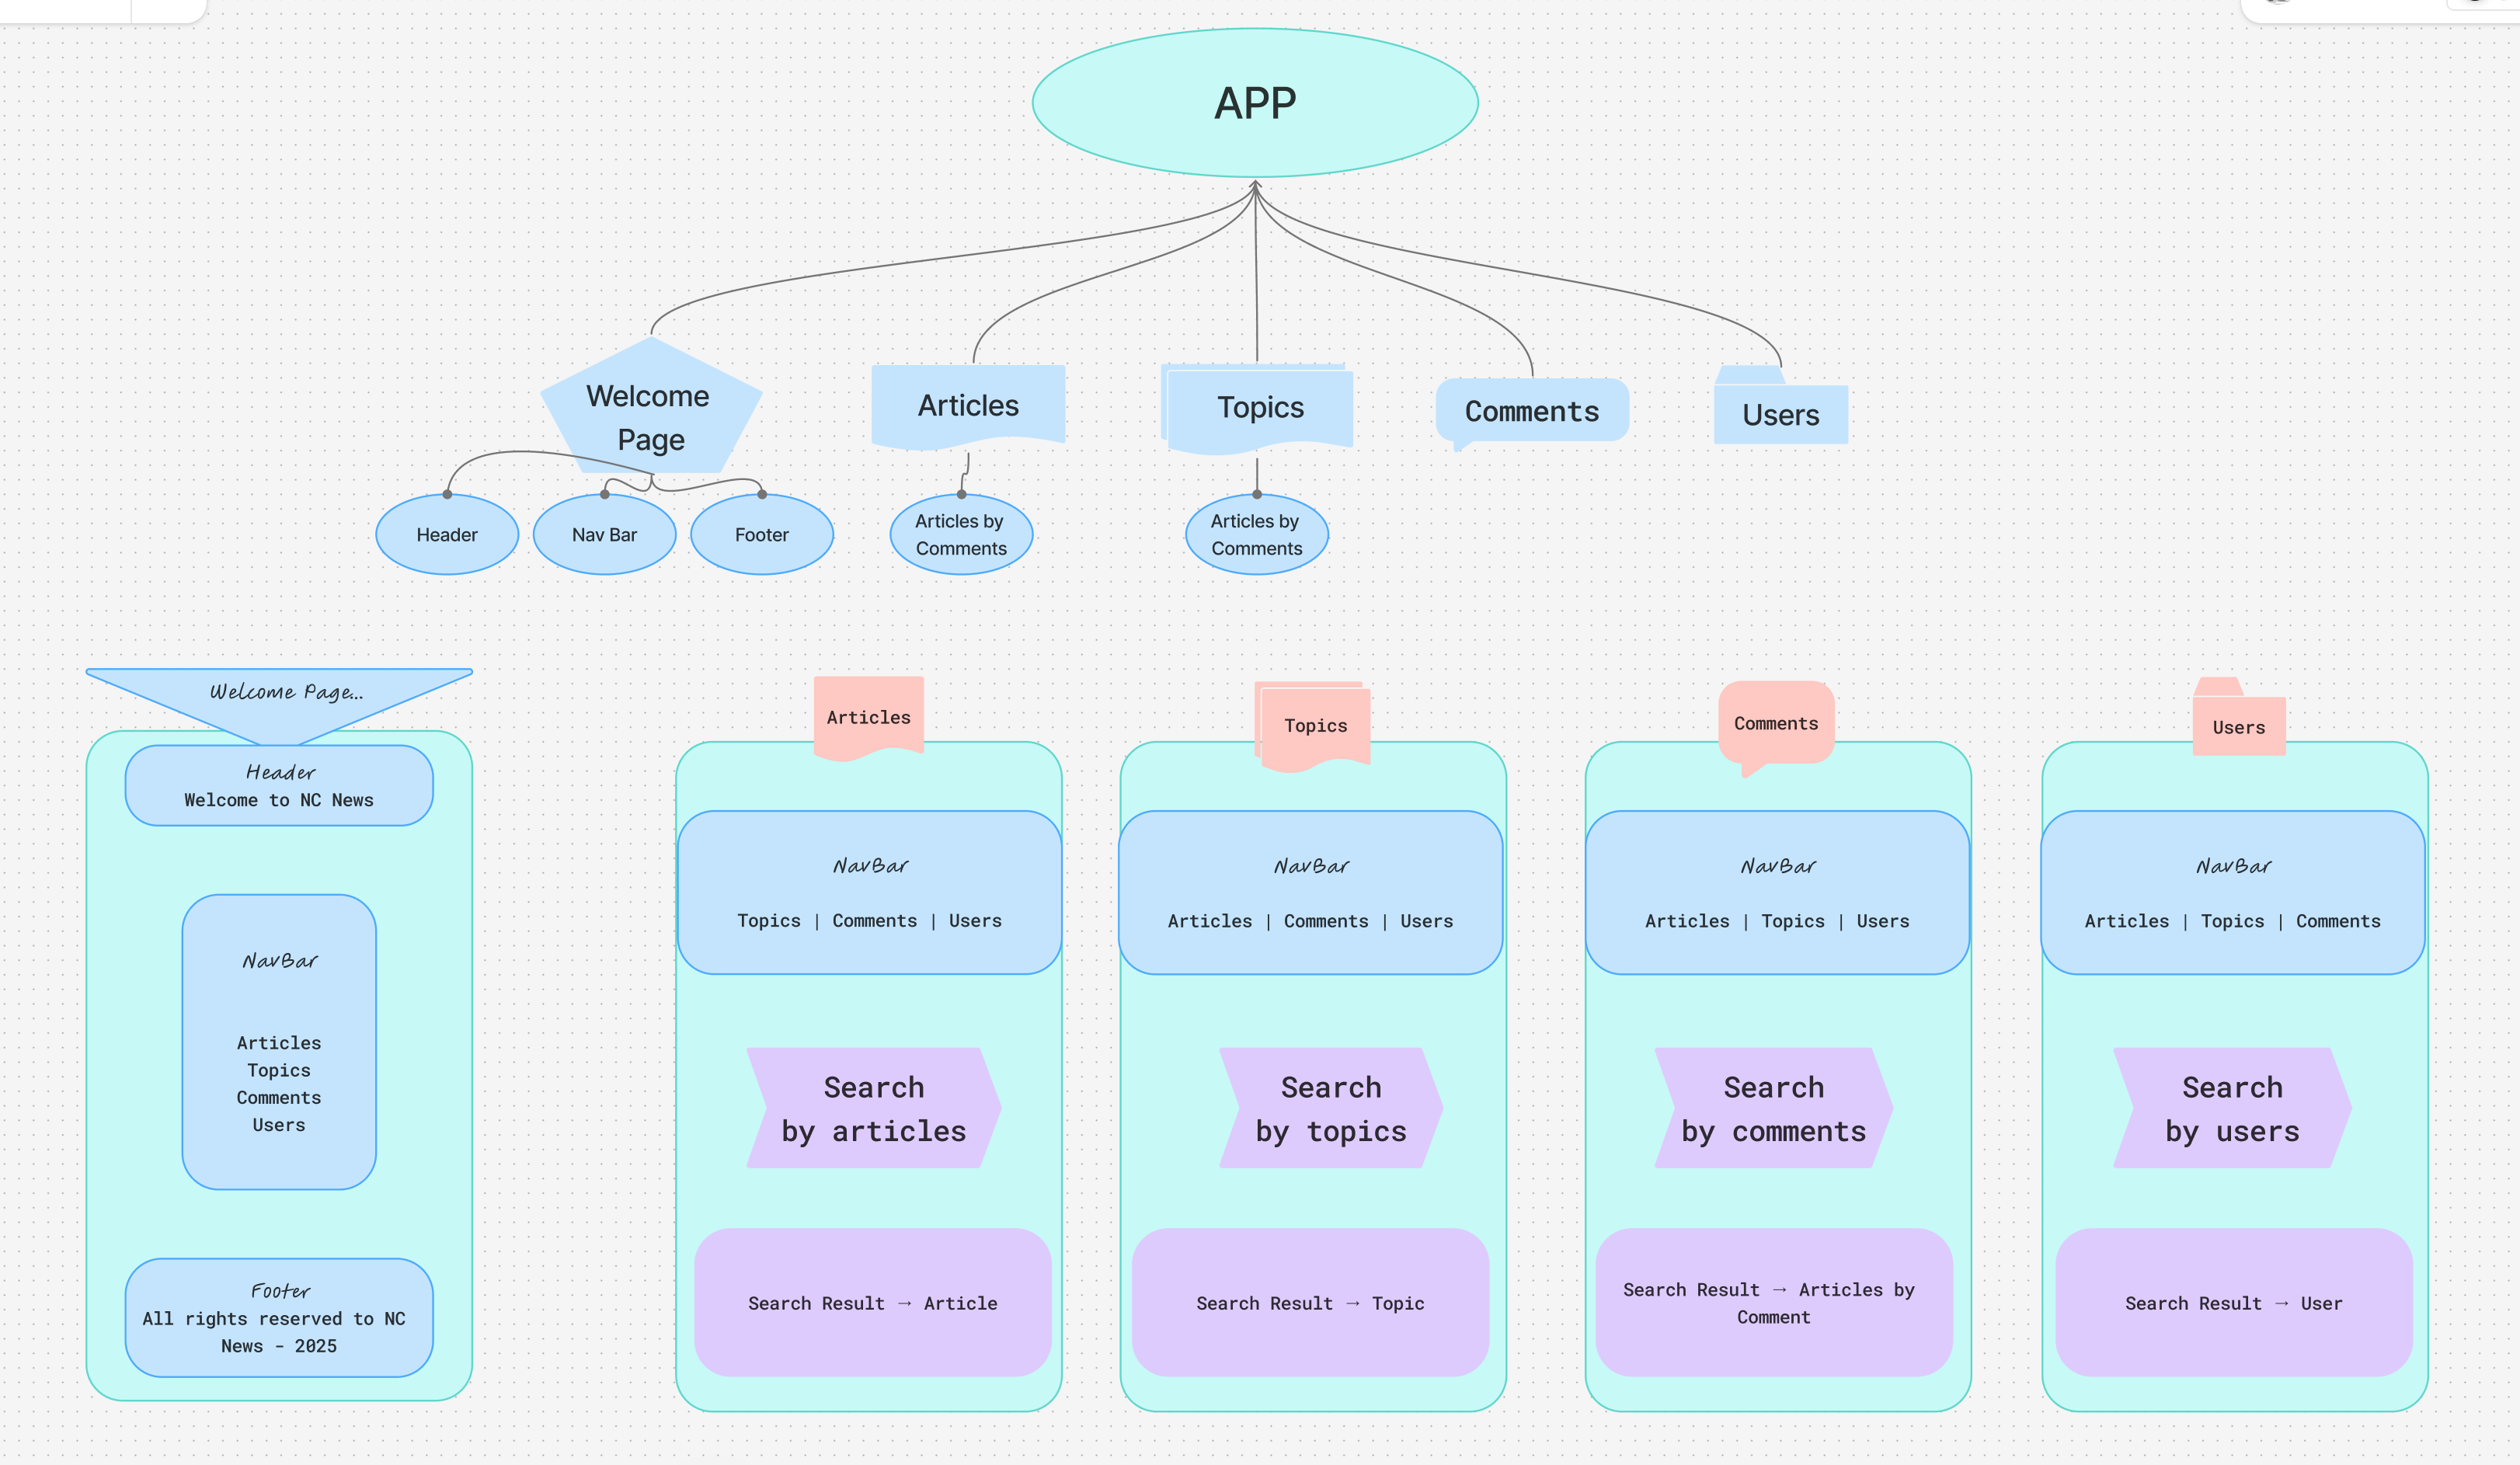 APP
Welcome
Page
Articles
Topics
Comments
Users
Header
Nav Bar
Footer
Articles by
Comments
Articles by
Comments
Welcome Page...
Header
Welcome to NC News
NavBar
Articles
Topics
Comments
Users
Footer
All rights reserved to NC
News - 2025
Articles
NavBar
Topics | Comments | Users
Search
by articles
Search Result → Article
Topics
NavBar
Articles | Comments | Users
Search
by topics
Search Result → Topic
Comments
NavBar
Articles | Topics | Users
Search
by comments
Search Result → Articles by
Comment
Users
NavBar
Articles | Topics | Comments
Search
by users
Search Result → User